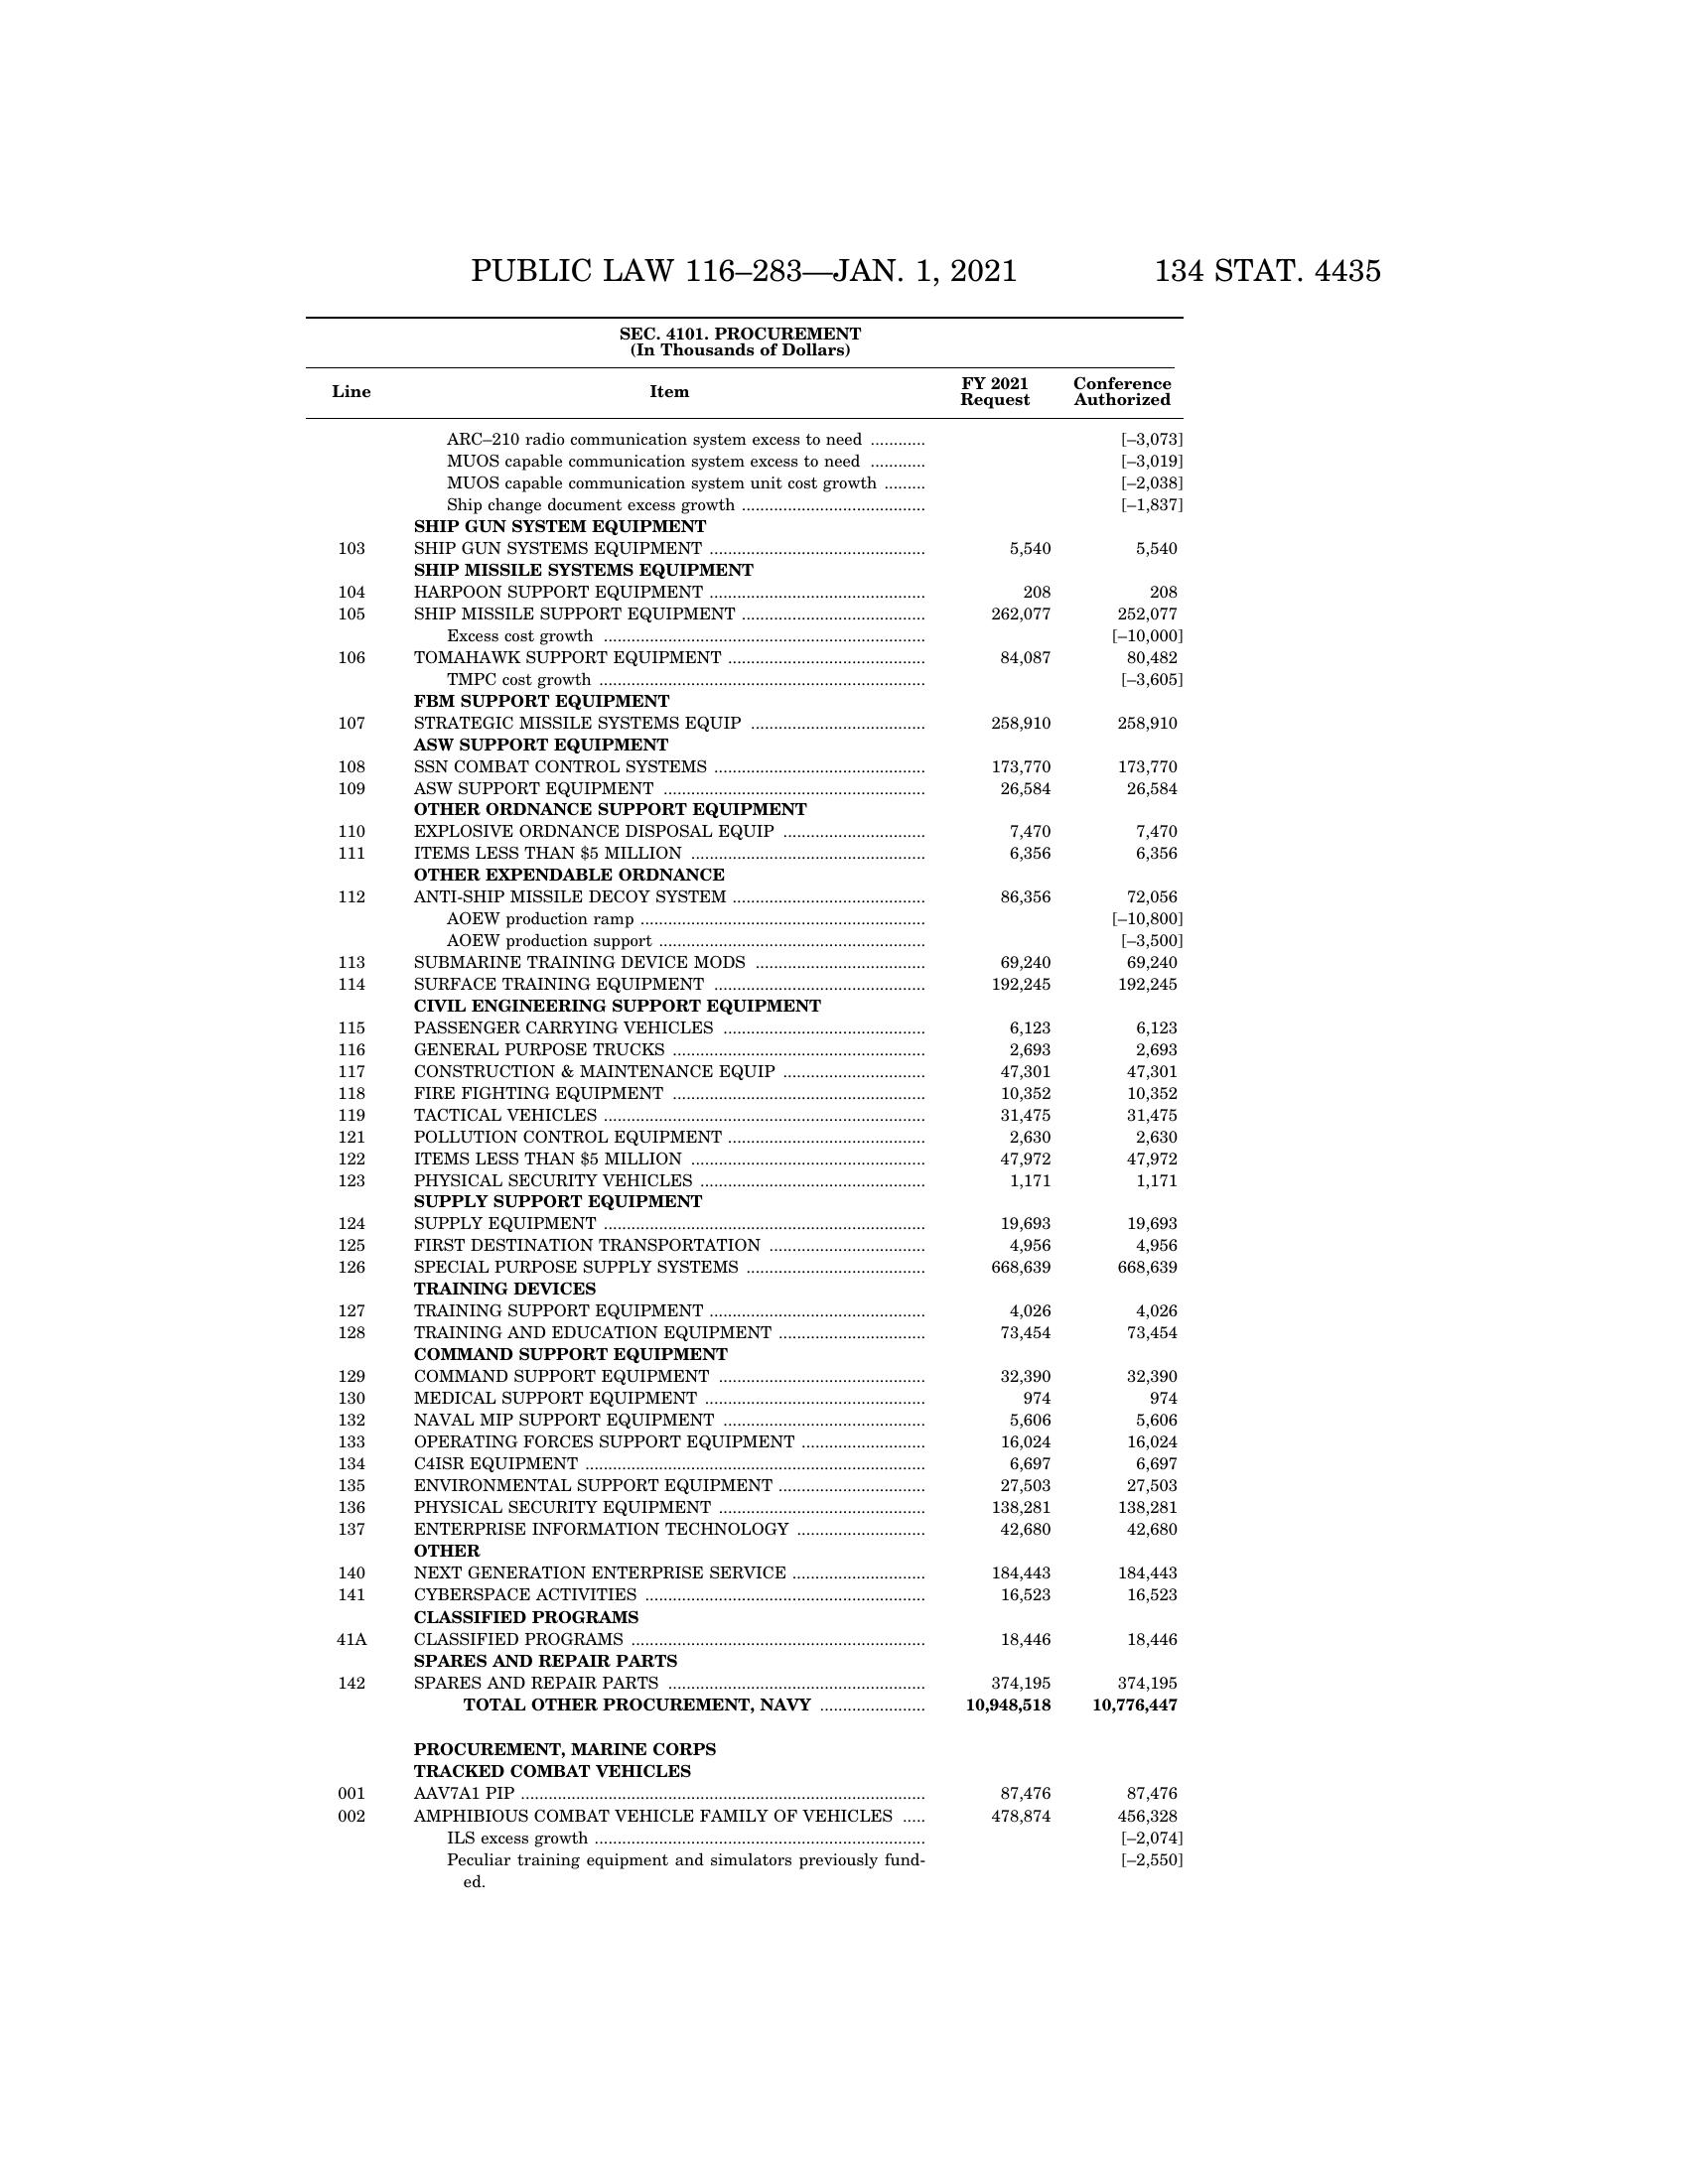 PUBLIC LAW 116–283—JAN. 1, 2021 134 STAT. 4435
SEC. 4101. PROCUREMENT
(In Thousands of Dollars)
Line Item FY 2021 Request Conference Authorized
ARC–210 radio communication system excess to need ........... [–3,073]
MUOS capable communication system excess to need ............ [–3,019]
MUOS capable communication system unit cost growth ......... [–2,038]
Ship change document excess growth ........................................ [–1,837]
SHIP GUN SYSTEM EQUIPMENT
103 SHIP GUN SYSTEMS EQUIPMENT ............................................... 5,540 5,540
SHIP MISSILE SYSTEMS EQUIPMENT
104 HARPOON SUPPORT EQUIPMENT ............................................... 208 208
105 SHIP MISSILE SUPPORT EQUIPMENT ........................................ 262,077 252,077
Excess cost growth ...................................................................... [–10,000]
106 TOMAHAWK SUPPORT EQUIPMENT ........................................... 84,087 80,482
TMPC cost growth ....................................................................... [–3,605]
FBM SUPPORT EQUIPMENT
107 STRATEGIC MISSILE SYSTEMS EQUIP ...................................... 258,910 258,910
ASW SUPPORT EQUIPMENT
108 SSN COMBAT CONTROL SYSTEMS .............................................. 173,770 173,770
109 ASW SUPPORT EQUIPMENT ......................................................... 26,584 26,584
OTHER ORDNANCE SUPPORT EQUIPMENT
110 EXPLOSIVE ORDNANCE DISPOSAL EQUIP ............................... 7,470 7,470
111 ITEMS LESS THAN $5 MILLION ................................................... 6,356 6,356
OTHER EXPENDABLE ORDNANCE
112 ANTI-SHIP MISSILE DECOY SYSTEM .......................................... 86,356 72,056
AOEW production ramp .............................................................. [–10,800]
AOEW production support .......................................................... [–3,500]
113 SUBMARINE TRAINING DEVICE MODS ..................................... 69,240 69,240
114 SURFACE TRAINING EQUIPMENT .............................................. 192,245 192,245
CIVIL ENGINEERING SUPPORT EQUIPMENT
115 PASSENGER CARRYING VEHICLES ............................................ 6,123 6,123
116 GENERAL PURPOSE TRUCKS ....................................................... 2,693 2,693
117 CONSTRUCTION & MAINTENANCE EQUIP ............................... 47,301 47,301
118 FIRE FIGHTING EQUIPMENT ....................................................... 10,352 10,352
119 TACTICAL VEHICLES ...................................................................... 31,475 31,475
121 POLLUTION CONTROL EQUIPMENT ........................................... 2,630 2,630
122 ITEMS LESS THAN $5 MILLION ................................................... 47,972 47,972
123 PHYSICAL SECURITY VEHICLES ................................................. 1,171 1,171
SUPPLY SUPPORT EQUIPMENT
124 SUPPLY EQUIPMENT ...................................................................... 19,693 19,693
125 FIRST DESTINATION TRANSPORTATION .................................. 4,956 4,956
126 SPECIAL PURPOSE SUPPLY SYSTEMS ....................................... 668,639 668,639
TRAINING DEVICES
127 TRAINING SUPPORT EQUIPMENT ............................................... 4,026 4,026
128 TRAINING AND EDUCATION EQUIPMENT ................................ 73,454 73,454
COMMAND SUPPORT EQUIPMENT
129 COMMAND SUPPORT EQUIPMENT ............................................. 32,390 32,390
130 MEDICAL SUPPORT EQUIPMENT ................................................ 974 974
132 NAVAL MIP SUPPORT EQUIPMENT ............................................ 5,606 5,606
133 OPERATING FORCES SUPPORT EQUIPMENT ........................... 16,024 16,024
134 C4ISR EQUIPMENT .......................................................................... 6,697 6,697
135 ENVIRONMENTAL SUPPORT EQUIPMENT ................................ 27,503 27,503
136 PHYSICAL SECURITY EQUIPMENT ............................................. 138,281 138,281
137 ENTERPRISE INFORMATION TECHNOLOGY ............................ 42,680 42,680
OTHER
140 NEXT GENERATION ENTERPRISE SERVICE ............................. 184,443 184,443
141 CYBERSPACE ACTIVITIES ............................................................. 16,523 16,523
CLASSIFIED PROGRAMS
41A CLASSIFIED PROGRAMS ................................................................ 18,446 18,446
SPARES AND REPAIR PARTS
142 SPARES AND REPAIR PARTS ........................................................ 374,195 374,195
TOTAL OTHER PROCUREMENT, NAVY ....................... 10,948,518 10,776,447
PROCUREMENT, MARINE CORPS
TRACKED COMBAT VEHICLES
001 AAV7A1 PIP ........................................................................................ 87,476 87,476
002 AMPHIBIOUS COMBAT VEHICLE FAMILY OF VEHICLES ..... 478,874 456,328
ILS excess growth ........................................................................ [–2,074]
Peculiar training equipment and simulators previously fund- [–2,550]
ed.